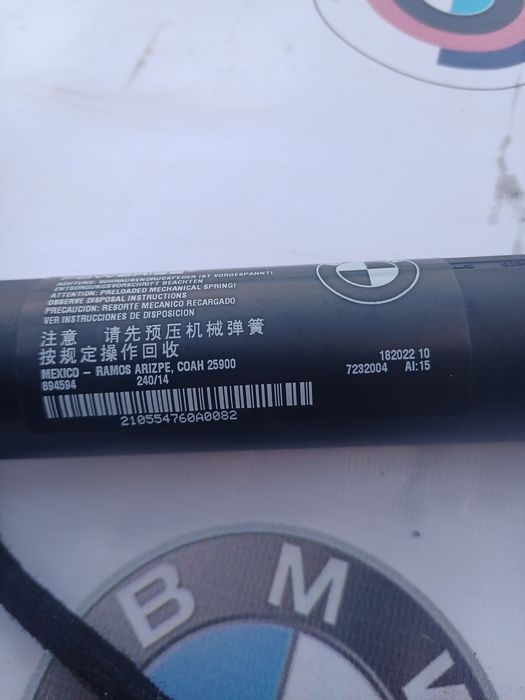 ACHTUNG: SCHRAUBENDRUCKFEDER IST VORGESPANNT!
ENTSORGUNGSVORSCHRIFT BEACHTEN
ATTENTION: PRELOADED MECHANICAL SPRING!
OBSERVE DISPOSAL INSTRUCTIONS
PRECAUCION: RESORTE MECANICO RECARGADO
VER INSTRUCCIONES DE DISPOSICION
注意 请先预压机械弹簧
按规定操作回收
MEXICO - RAMOS ARIZPE, COAH 25900
894594 240/14
210554760A0082
182022 10
7232004 AI:15
BMW